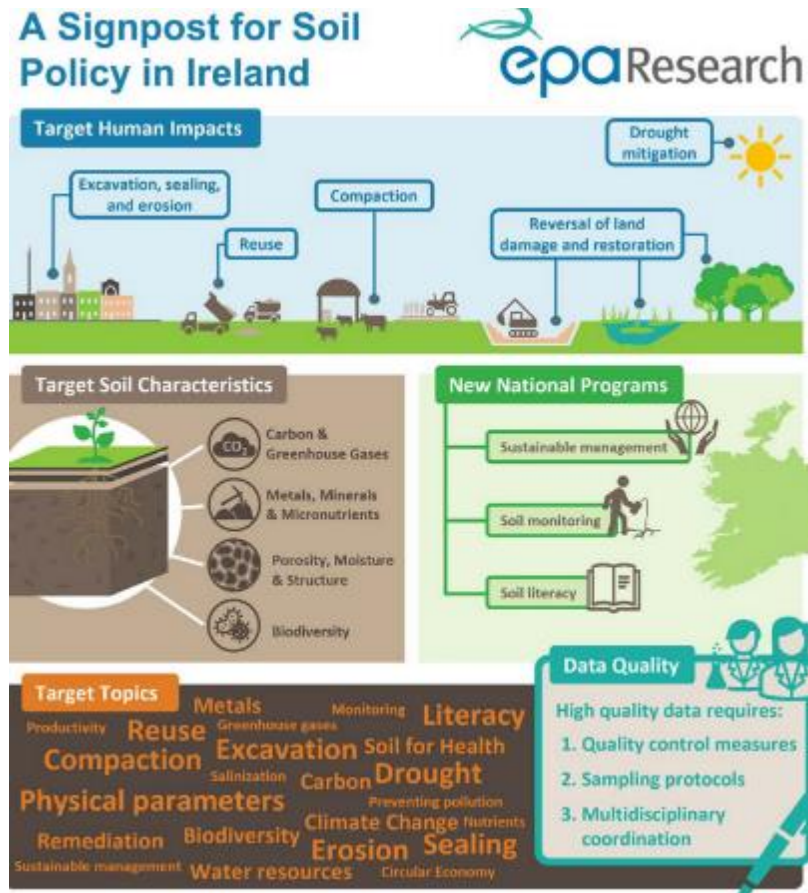 A Signpost for Soil
Policy in Ireland
epa Research
Target Human Impacts
Drought
mitigation
Excavation, sealing,
and erosion
Compaction
Reuse
Reversal of land
damage and restoration
Target Soil Characteristics
CO2
Carbon &
Greenhouse Gases
Metals, Minerals
& Micronutrients
Porosity, Moisture
& Structure
Biodiversity
New National Programs
Sustainable management
Soil monitoring
Soil literacy
Target Topics
Metals
Monitoring
Literacy
Productivity
Reuse
Greenhouse gases
Compaction
Excavation
Soil for Health
Salinization
Carbon
Drought
Physical parameters
Preventing pollution
Climate Change
Nutrients
Remediation
Biodiversity
Erosion
Sealing
Sustainable management
Water resources
Circular Economy
Data Quality
High quality data requires:
1. Quality control measures
2. Sampling protocols
3. Multidisciplinary
coordination